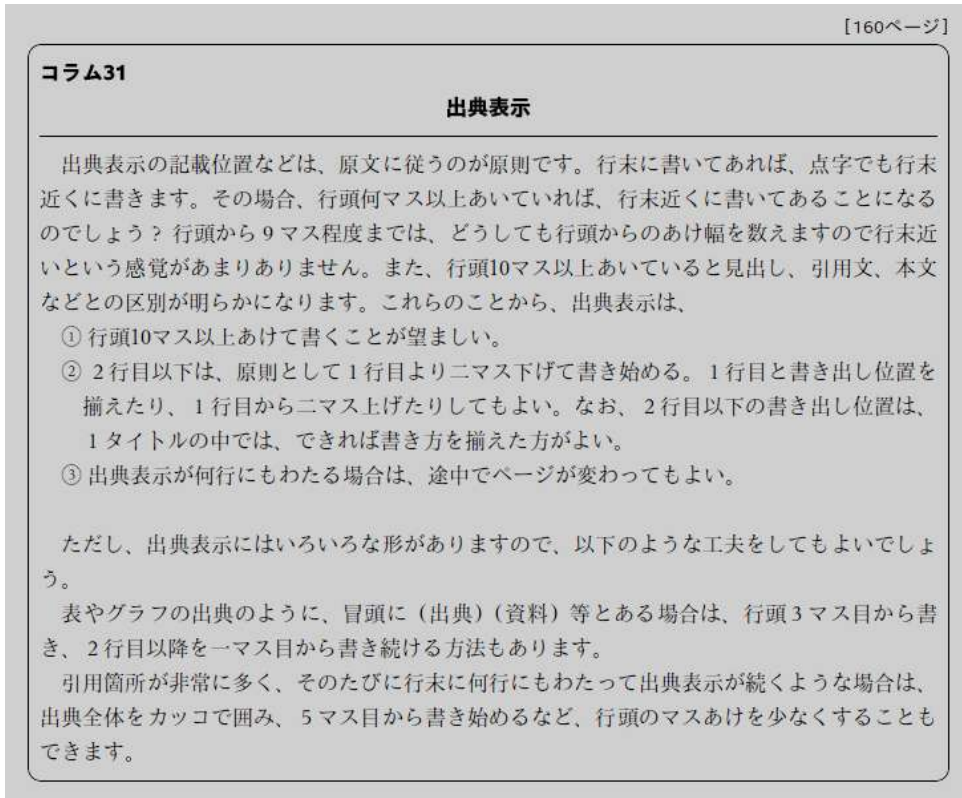 [160ページ]
コラム31
出典表示
出典表示の記載位置などは、原文に従うのが原則です。行末に書いてあれば、点字でも行末
近くに書きます。その場合、行頭何マス以上あいていれば、行末近くに書いてあることになる
のでしょう？行頭から9マス程度までは、どうしても行頭からのあけ幅を数えますので行末近
いという感覚があまりありません。また、行頭10マス以上あいていると見出し、引用文、本文
などとの区別が明らかになります。これらのことから、出典表示は、
① 行頭10マス以上あけて書くことが望ましい。
② 2行目以下は、原則として1行目より二マス下げて書き始める。1行目と書き出し位置を
揃えたり、1行目から二マス上げたりしてもよい。なお、2行目以下の書き出し位置は、
1タイトルの中では、できれば書き方を揃えた方がよい。
③ 出典表示が何行にもわたる場合は、途中でページが変わってもよい。
ただし、出典表示にはいろいろな形がありますので、以下のような工夫をしてもよいでしょ
う。
表やグラフの出典のように、冒頭に（出典）（資料）等とある場合は、行頭3マス目から書
き、2行目以降を一マス目から書き続ける方法もあります。
引用箇所が非常に多く、そのたびに行末に何行にもわたって出典表示が続くような場合は、
出典全体をカッコで囲み、5マス目から書き始めるなど、行頭のマスあけを少なくすることも
できます。